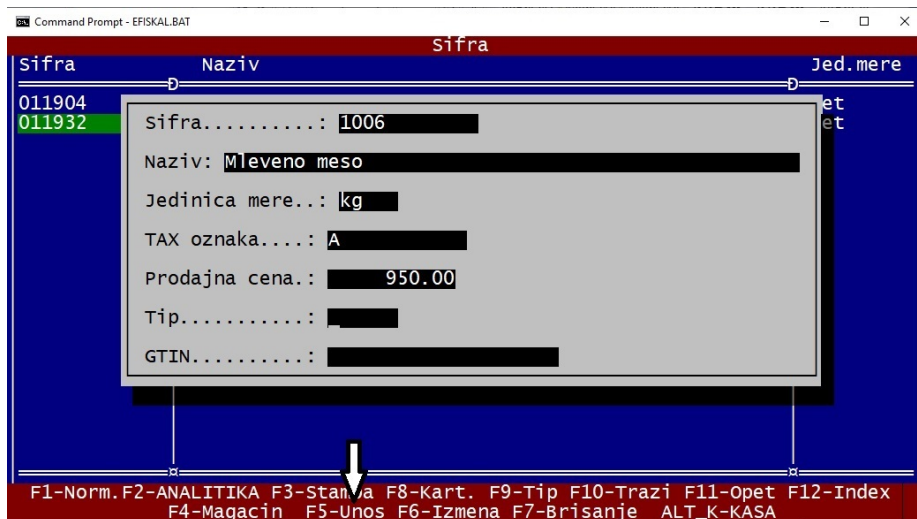 Command Prompt - EFISKAL.BAT
Sifra
Sifra Naziv Jed.mere
011904 et
011932 et
Sifra..........: 1006
Naziv: Mleveno meso
Jedinica mere..: kg
TAX oznaka....: A
Prodajna cena.: 950.00
Tip...........:
GTIN..........:
F1-Norm.F2-ANALITIKA F3-Stampa F8-Kart. F9-Tip F10-Trazi F11-Opet F12-Index
F4-Magacin F5-Unos F6-Izmena F7-Brisanje ALT_K-KASA